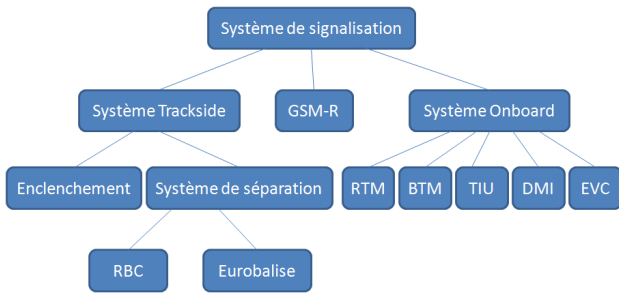 Système de signalisation
Système Trackside
GSM-R
Système Onboard
Enclenchement
Système de séparation
RTM
BTM
TIU
DMI
EVC
RBC
Eurobalise